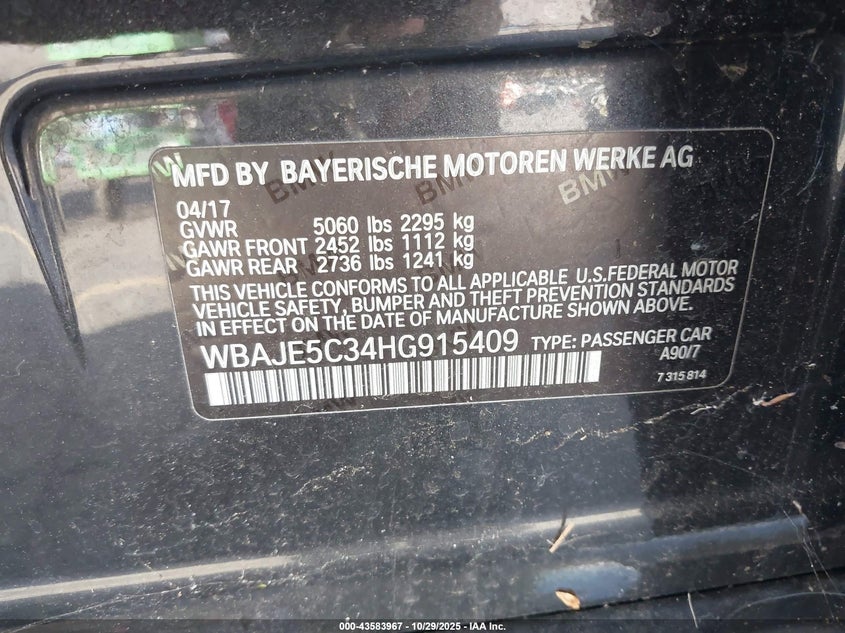 MFD BY BAYERISCHE MOTOREN WERKE AG
04/17
GVWR 5060 lbs 2295 kg
GAWR FRONT 2452 lbs 1112 kg
GAWR REAR 2736 lbs 1241 kg
THIS VEHICLE CONFORMS TO ALL APPLICABLE U.S.FEDERAL MOTOR
VEHICLE SAFETY, BUMPER AND THEFT PREVENTION STANDARDS
IN EFFECT ON THE DATE OF MANUFACTURE SHOWN ABOVE.
WBAJE5C34HG915409 TYPE: PASSENGER CAR
A90/7
7 315 814
BMW
BMW
BMW
000-43583967 - 10/29/2025 - IAA Inc.